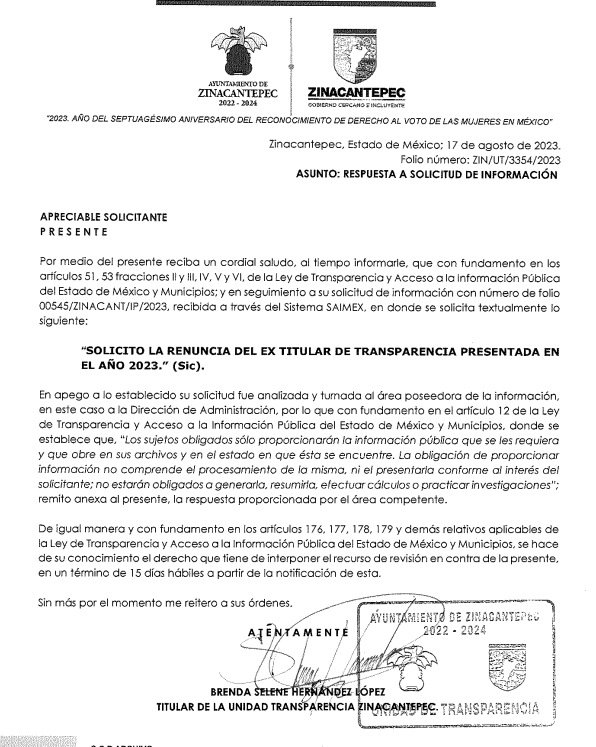 AYUNTAMIENTO DE
ZINACANTEPEC
2022 - 2024
ZINACANTEPEC
GOBIERNO CERCANO E INCLUYENTE
"2023. AÑO DEL SEPTUAGÉSIMO ANIVERSARIO DEL RECONOCIMIENTO DE DERECHO AL VOTO DE LAS MUJERES EN MÉXICO"
Zinacantepec, Estado de México; 17 de agosto de 2023.
Folio número: ZIN/UT/3354/2023
ASUNTO: RESPUESTA A SOLICITUD DE INFORMACIÓN
APRECIABLE SOLICITANTE
P R E S E N T E
Por medio del presente reciba un cordial saludo, al tiempo informarle, que con fundamento en los
artículos 51, 53 fracciones II y III, IV, V y VI, de la Ley de Transparencia y Acceso a la Información Pública
del Estado de México y Municipios; y en seguimiento a su solicitud de información con número de folio
00545/ZINACANT/IP/2023, recibida a través del Sistema SAIMEX, en donde se solicita textualmente lo
siguiente:
"SOLICITO LA RENUNCIA DEL EX TITULAR DE TRANSPARENCIA PRESENTADA EN
EL AÑO 2023." (Sic).
En apego a lo establecido su solicitud fue analizada y turnada al área poseedora de la información,
en este caso a la Dirección de Administración, por lo que con fundamento en el artículo 12 de la Ley
de Transparencia y Acceso a la Información Pública del Estado de México y Municipios, donde se
establece que, "Los sujetos obligados sólo proporcionarán la información pública que se les requiera
y que obre en sus archivos y en el estado en que ésta se encuentre. La obligación de proporcionar
información no comprende el procesamiento de la misma, ni el presentarla conforme al interés del
solicitante; no estarán obligados a generarla, resumirla, efectuar cálculos o practicar investigaciones";
remito anexa al presente, la respuesta proporcionada por el área competente.
De igual manera y con fundamento en los artículos 176, 177, 178, 179 y demás relativos aplicables de
la Ley de Transparencia y Acceso a la Información Pública del Estado de México y Municipios, se hace
de su conocimiento el derecho que tiene de interponer el recurso de revisión en contra de la presente,
en un término de 15 días hábiles a partir de la notificación de esta.
Sin más por el momento me reitero a sus órdenes.
ATENTAMENTE
AYUNTAMIENTO DE ZINACANTEPEC
2022 - 2024
BRENDA SELENE HERNÁNDEZ LÓPEZ
TITULAR DE LA UNIDAD TRANSPARENCIA ZINACANTEPEC.
UNIDAD DE TRANSPARENCIA